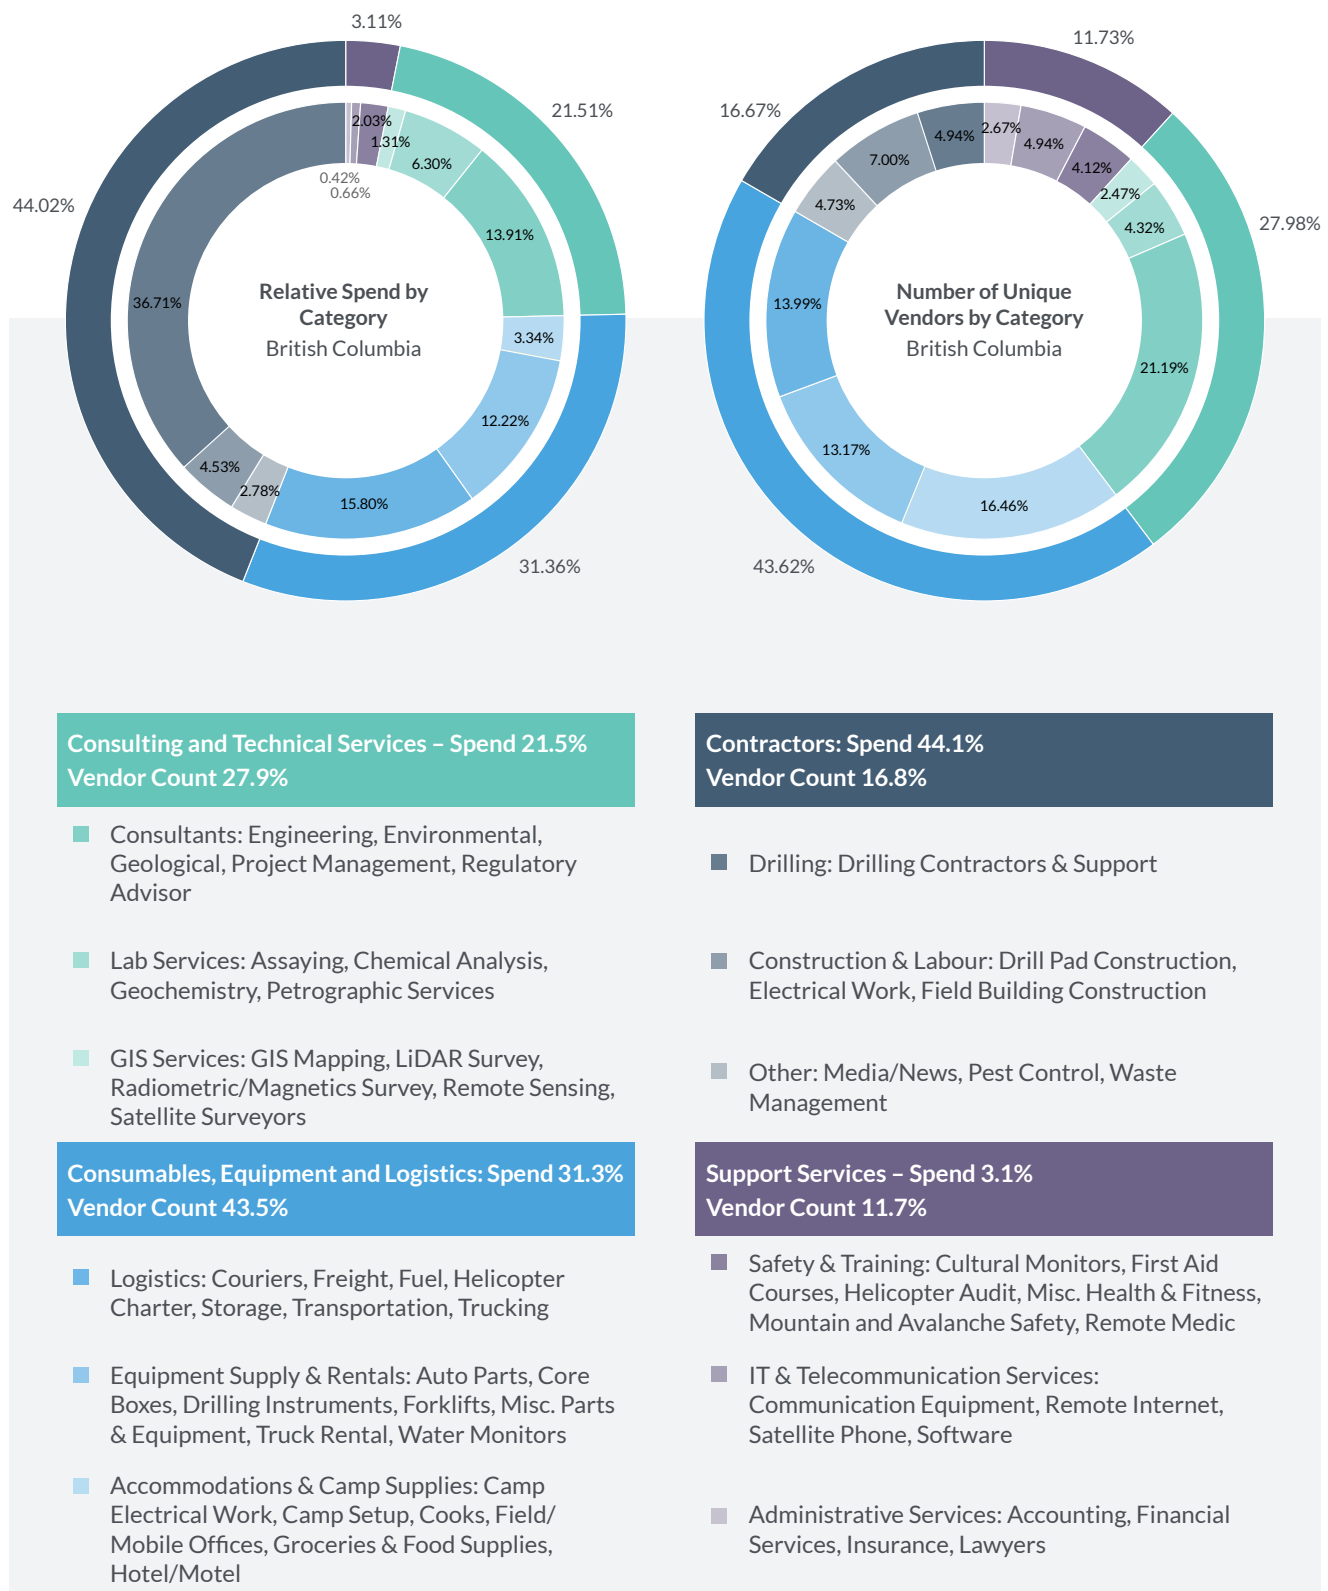 3.11%
21.51%
2.03%
1.31%
6.30%
0.42%
0.66%
44.02%
13.91%
36.71%
Relative Spend by
Category
British Columbia
3.34%
12.22%
4.53%
2.78%
15.80%
31.36%
11.73%
16.67%
4.94%
2.67%
4.94%
7.00%
4.12%
2.47%
4.73%
4.32%
27.98%
13.99%
Number of Unique
Vendors by Category
British Columbia
21.19%
13.17%
16.46%
43.62%
Consulting and Technical Services – Spend 21.5%
Vendor Count 27.9%
Consultants: Engineering, Environmental,
Geological, Project Management, Regulatory
Advisor
Lab Services: Assaying, Chemical Analysis,
Geochemistry, Petrographic Services
GIS Services: GIS Mapping, LiDAR Survey,
Radiometric/Magnetics Survey, Remote Sensing,
Satellite Surveyors
Contractors: Spend 44.1%
Vendor Count 16.8%
Drilling: Drilling Contractors & Support
Construction & Labour: Drill Pad Construction,
Electrical Work, Field Building Construction
Other: Media/News, Pest Control, Waste
Management
Consumables, Equipment and Logistics: Spend 31.3%
Vendor Count 43.5%
Logistics: Couriers, Freight, Fuel, Helicopter
Charter, Storage, Transportation, Trucking
Equipment Supply & Rentals: Auto Parts, Core
Boxes, Drilling Instruments, Forklifts, Misc. Parts
& Equipment, Truck Rental, Water Monitors
Accommodations & Camp Supplies: Camp
Electrical Work, Camp Setup, Cooks, Field/
Mobile Offices, Groceries & Food Supplies,
Hotel/Motel
Support Services – Spend 3.1%
Vendor Count 11.7%
Safety & Training: Cultural Monitors, First Aid
Courses, Helicopter Audit, Misc. Health & Fitness,
Mountain and Avalanche Safety, Remote Medic
IT & Telecommunication Services:
Communication Equipment, Remote Internet,
Satellite Phone, Software
Administrative Services: Accounting, Financial
Services, Insurance, Lawyers